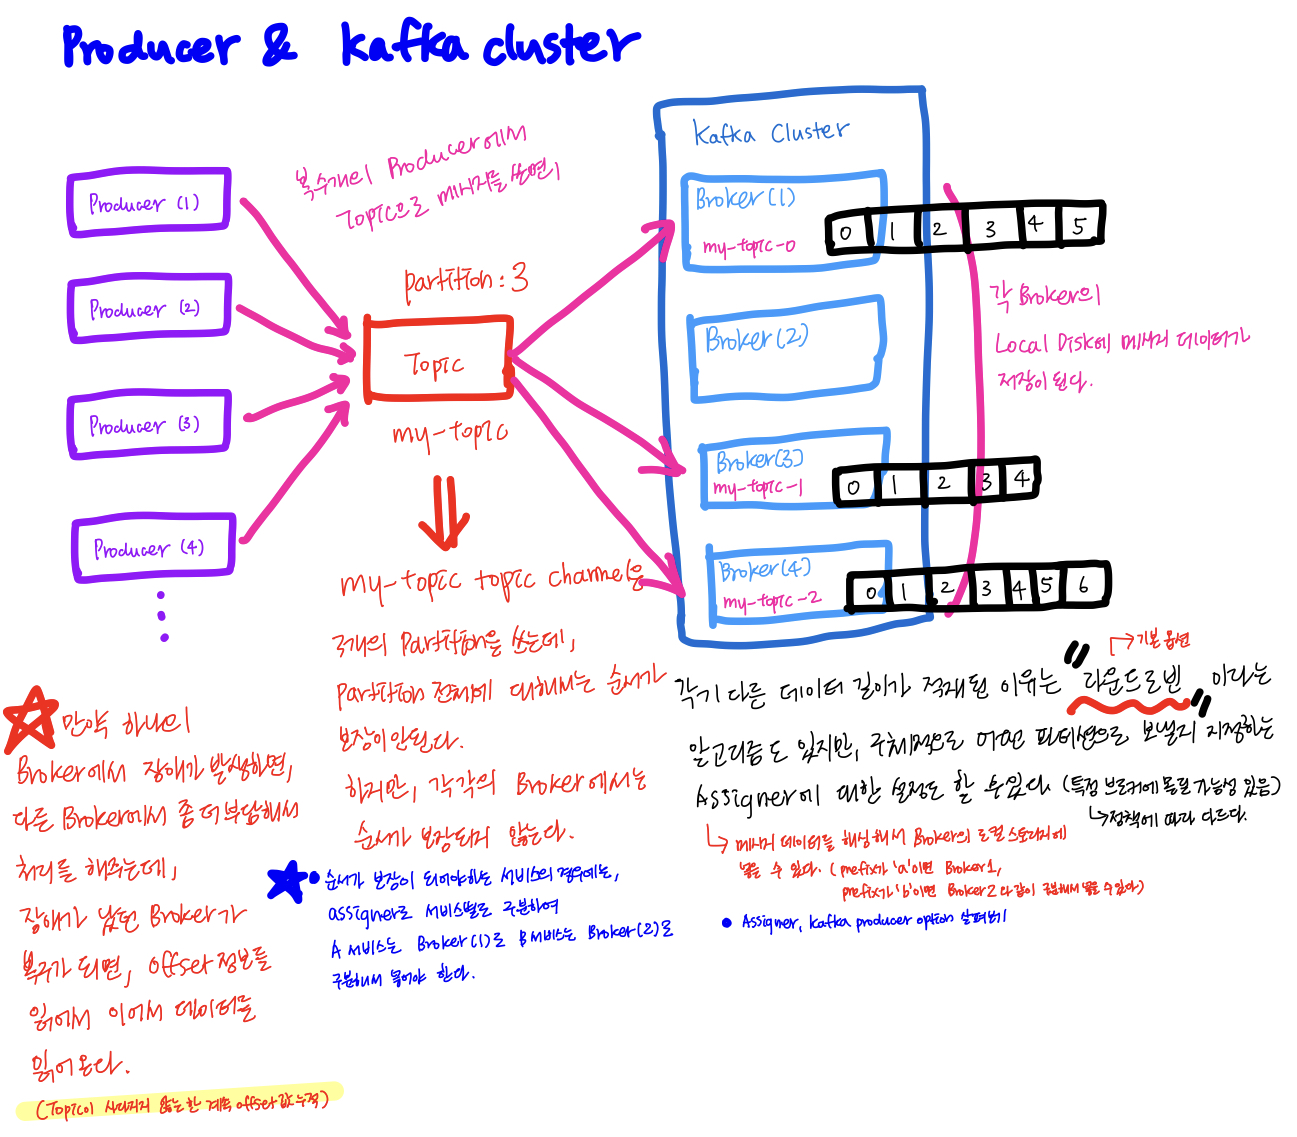 Producer & Kafka cluster
Producer (1)
Producer (2)
Producer (3)
Producer (4)
복수개의 Producer에서
Topic으로 메시지를 쓰면,
partition : 3
Topic
my-topic
Kafka Cluster
Broker(1)
my-topic-0
0 1 2 3 4 5
Broker(2)
Broker(3)
my-topic-1
0 1 2 3 4
Broker(4)
my-topic-2
0 1 2 3 4 5 6
각 Broker의
Local Disk에 메시지 데이터가
저장이 된다.
my-topic topic channel은
3개의 Partition을 쓰는데,
Partition 전체에 대해서는 순서가
보장이 안된다.
하지만, 각각의 Broker에서는
순서가 보장되지 않는다.
순서가 보장이 되어야하는 서비스의 경우에는,
assigner로 서비스별로 구분하여
A 서비스는 Broker(1)로 B서비스는 Broker(2)로
구분해서 넣어야 한다.
만약 하나의
Broker에서 장애가 발생하면,
다른 Broker에서 좀 더 부담해서
처리를 해주는데,
장애가 났던 Broker가
복구가 되면, offset 정보를
읽어서 이어서 데이터를
읽어온다.
(Topic이 사라지지 않는 한 계속 offset 값 누적)
기본 옵션
각기 다른 데이터 길이가 적재된 이유는 "라운드로빈" 이라는
알고리즘도 있지만, 구체적으로 어떤 파티션으로 보낼지 지정하는
Assigner에 대한 설정도 할 수 있다. (특정 브로커에 몰릴 가능성 있음)
정책에 따라 다르다.
메시지 데이터를 해싱해서 Broker의 로컬 스토리지에
넣을 수 있다. (prefix가 'a'이면 Broker1,
prefix가 'b'이면 Broker2 다 같이 구분해서 넣을 수 있다)
Assigner, Kafka producer option 살펴보기